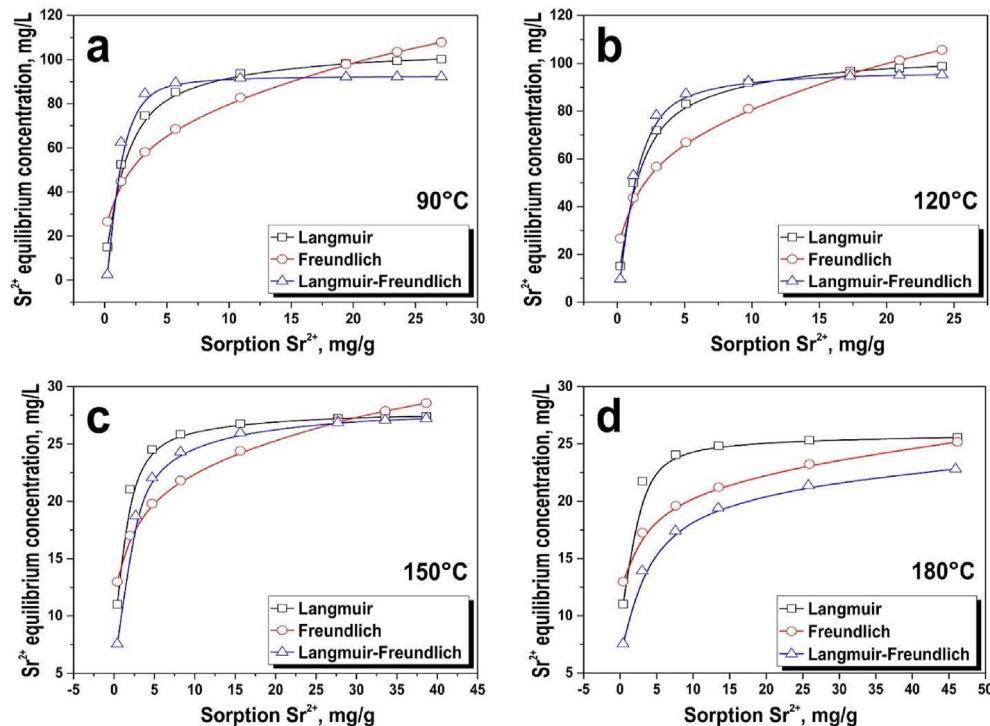 a
Sr²⁺ equilibrium concentration, mg/L
120
100
80
60
40
20
0
90°C
Langmuir
Freundlich
Langmuir-Freundlich
0 5 10 15 20 25 30
Sorption Sr²⁺, mg/g
b
Sr²⁺ equilibrium concentration, mg/L
120
100
80
60
40
20
0
120°C
Langmuir
Freundlich
Langmuir-Freundlich
0 5 10 15 20 25
Sorption Sr²⁺, mg/g
c
Sr²⁺ equilibrium concentration, mg/L
30
25
20
15
10
5
150°C
Langmuir
Freundlich
Langmuir-Freundlich
-5 0 5 10 15 20 25 30 35 40 45
Sorption Sr²⁺, mg/g
d
Sr²⁺ equilibrium concentration, mg/L
30
25
20
15
10
5
180°C
Langmuir
Freundlich
Langmuir-Freundlich
-5 0 5 10 15 20 25 30 35 40 45 50
Sorption Sr²⁺, mg/g